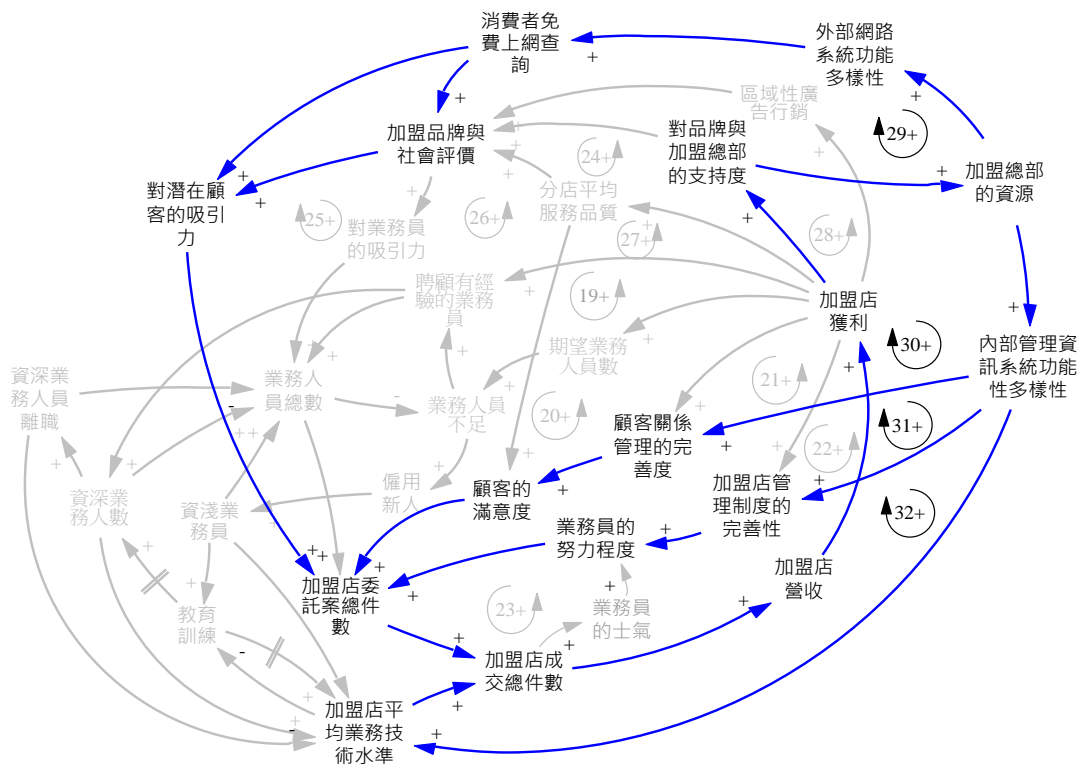 消費者免
費上網查
詢
外部網路
系統功能
多樣性
區域性廣
告行銷
加盟品牌與
社會評價
對品牌與
加盟總部
的支持度
加盟總部
的資源
對潛在顧
客的吸引
力
分店平均
服務品質
對業務員
的吸引力
聘顧有經
驗的業務
員
加盟店
獲利
內部管理資
訊系統功能
性多樣性
期望業務
人員數
資深業
務人員
離職
業務人
員總數
業務人員
不足
顧客關係
管理的完
善度
顧客的
滿意度
加盟店管
理制度的
完善性
僱用
新人
資深業
務人數
資淺業
務員
業務員的
努力程度
加盟店
營收
加盟店委
託案總件
數
教育
訓練
業務員
的士氣
加盟店成
交總件數
加盟店平
均業務技
術水準
19+
20+
21+
22+
23+
24+
25+
26+
27+
28+
29+
30+
31+
32+